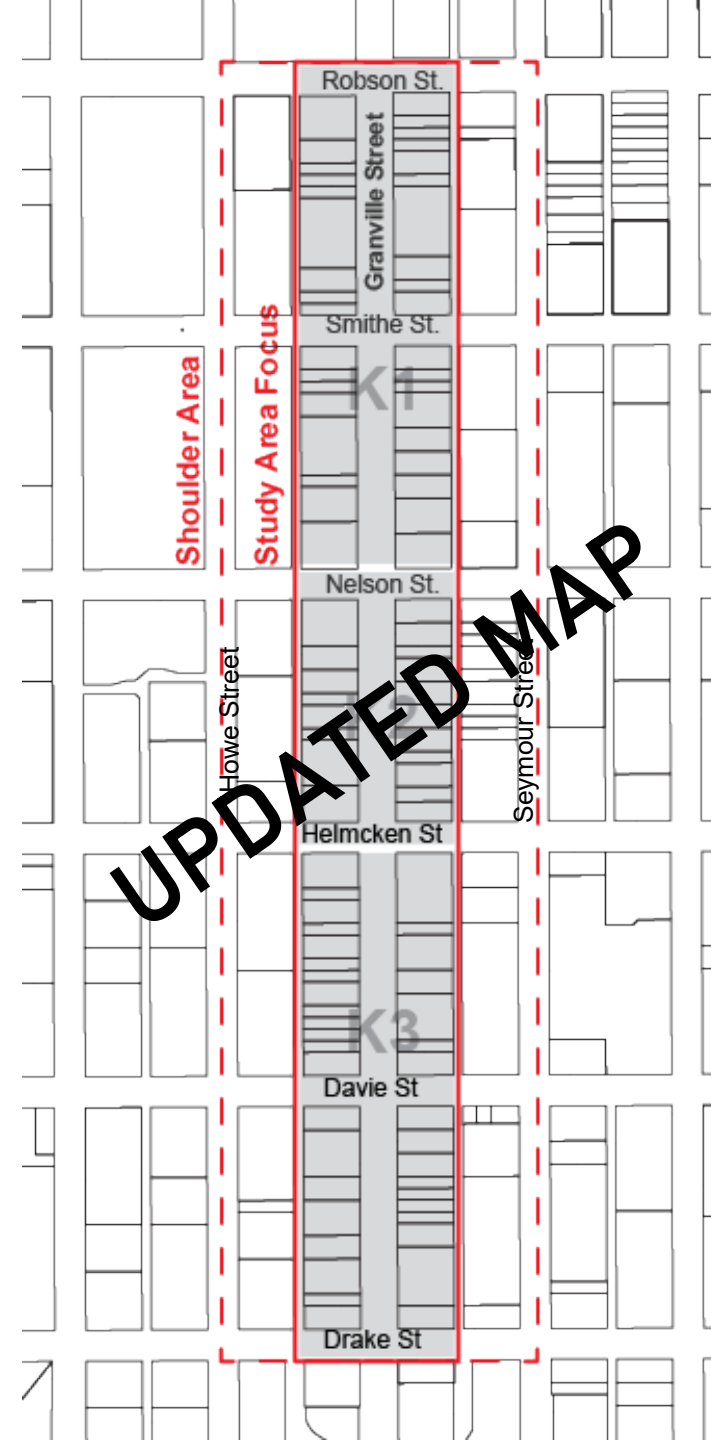 Robson St.
Granville Street
Smithe St.
K1
Shoulder Area
Study Area Focus
Nelson St.
Howe Street
K2
Seymour Street
UPDATED MAP
Helmcken St
K3
Davie St
Drake St